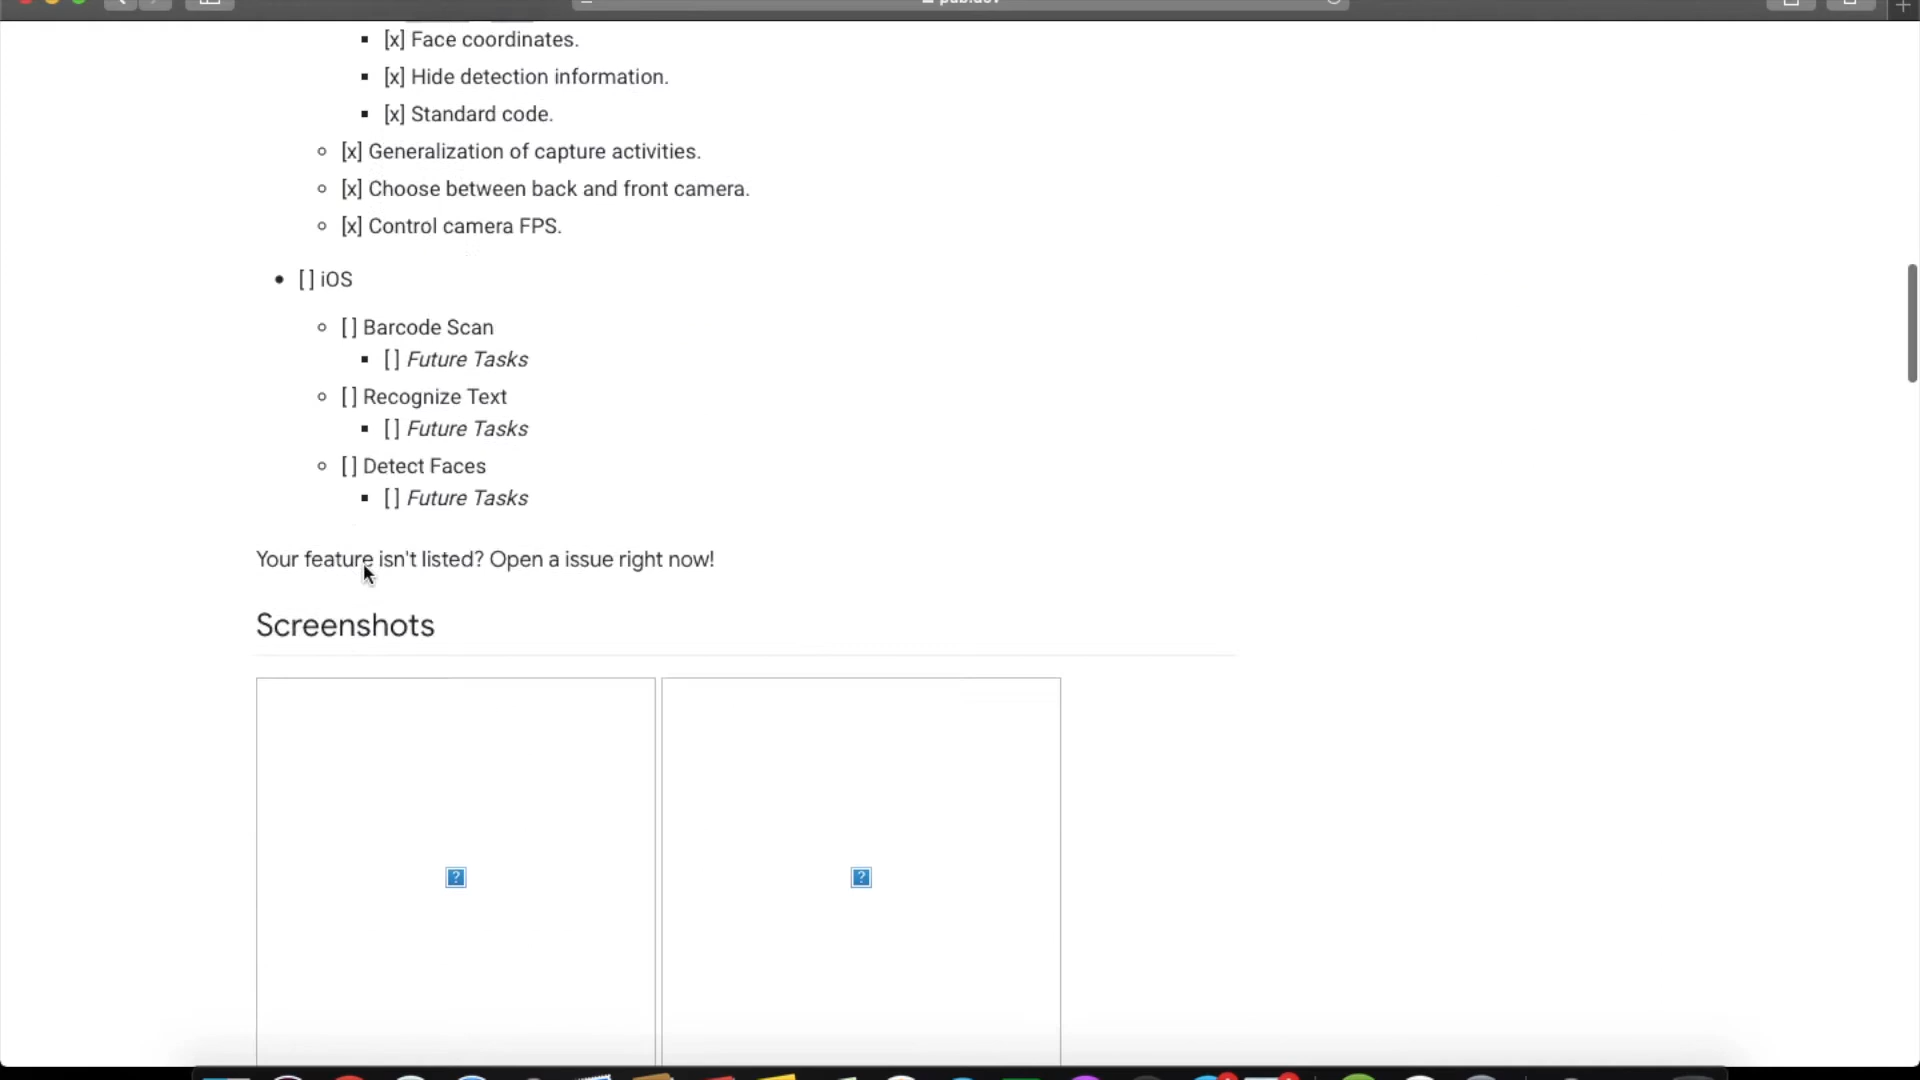 [x] Face coordinates.
[x] Hide detection information.
[x] Standard code.
[x] Generalization of capture activities.
[x] Choose between back and front camera.
[x] Control camera FPS.
[ ] iOS
[ ] Barcode Scan
[ ] Future Tasks
[ ] Recognize Text
[ ] Future Tasks
[ ] Detect Faces
[ ] Future Tasks
Your feature isn't listed? Open a issue right now!
Screenshots